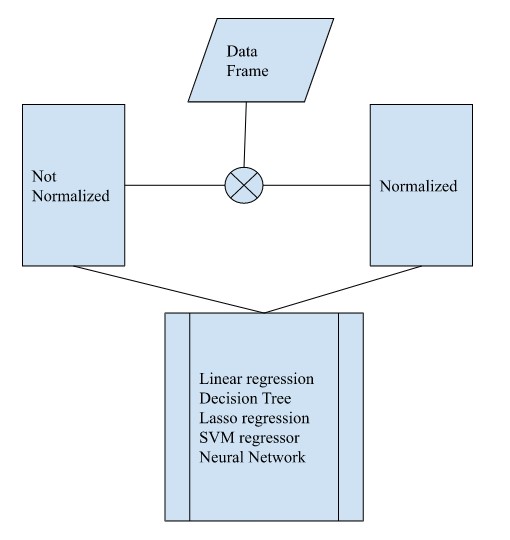 Data
Frame
Not
Normalized
Normalized
Linear regression
Decision Tree
Lasso regression
SVM regressor
Neural Network